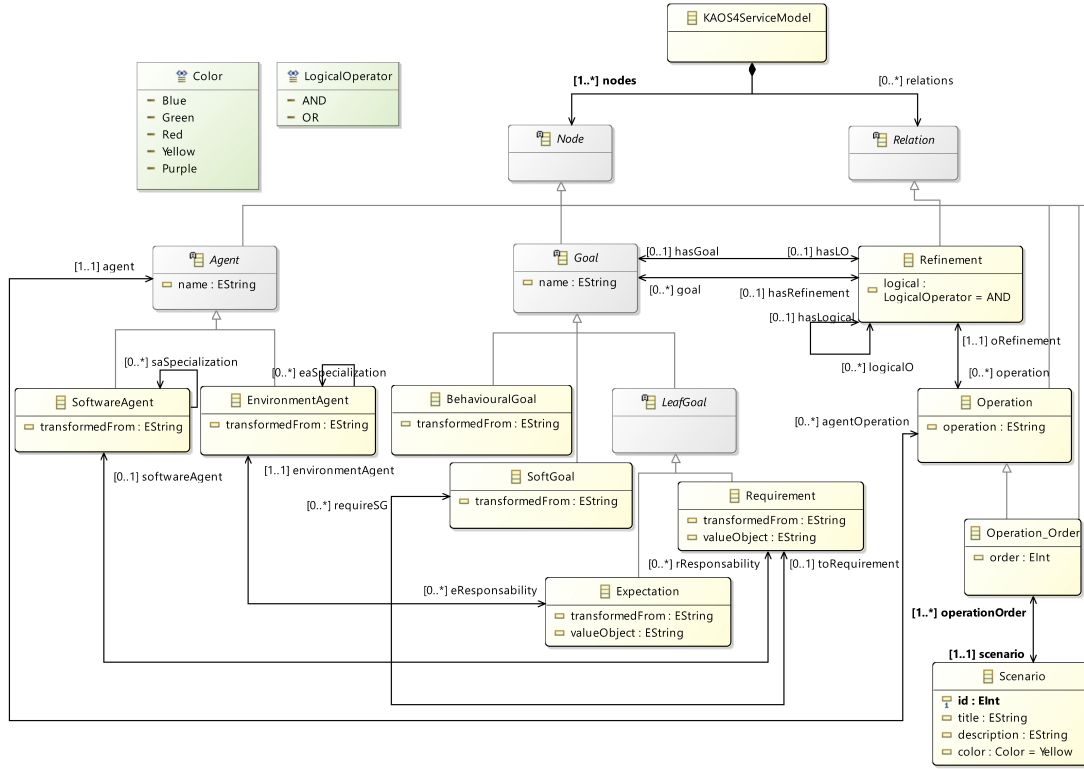 KAOS4ServiceModel
[1..*] nodes
[0..*] relations
Color
Blue
Green
Red
Yellow
Purple
LogicalOperator
AND
OR
Node
Relation
Agent
name : EString
[1..1] agent
Goal
name : EString
[0..1] hasGoal
[0..1] hasLO
[0..*] goal
[0..1] hasRefinement
Refinement
logical :
LogicalOperator = AND
[0..1] hasLogical
[0..*] logicalO
[1..1] oRefinement
[0..*] operation
[0..*] saSpecialization
[0..*] eaSpecialization
SoftwareAgent
transformedFrom : EString
EnvironmentAgent
transformedFrom : EString
BehaviouralGoal
transformedFrom : EString
LeafGoal
Operation
operation : EString
[0..*] agentOperation
[0..1] softwareAgent
[1..1] environmentAgent
[0..*] requireSG
SoftGoal
transformedFrom : EString
Requirement
transformedFrom : EString
valueObject : EString
Operation_Order
order : EInt
[0..*] rResponsability
[0..1] toRequirement
[0..*] eResponsability
Expectation
transformedFrom : EString
valueObject : EString
[1..*] operationOrder
[1..1] scenario
Scenario
id : EInt
title : EString
description : EString
color : Color = Yellow